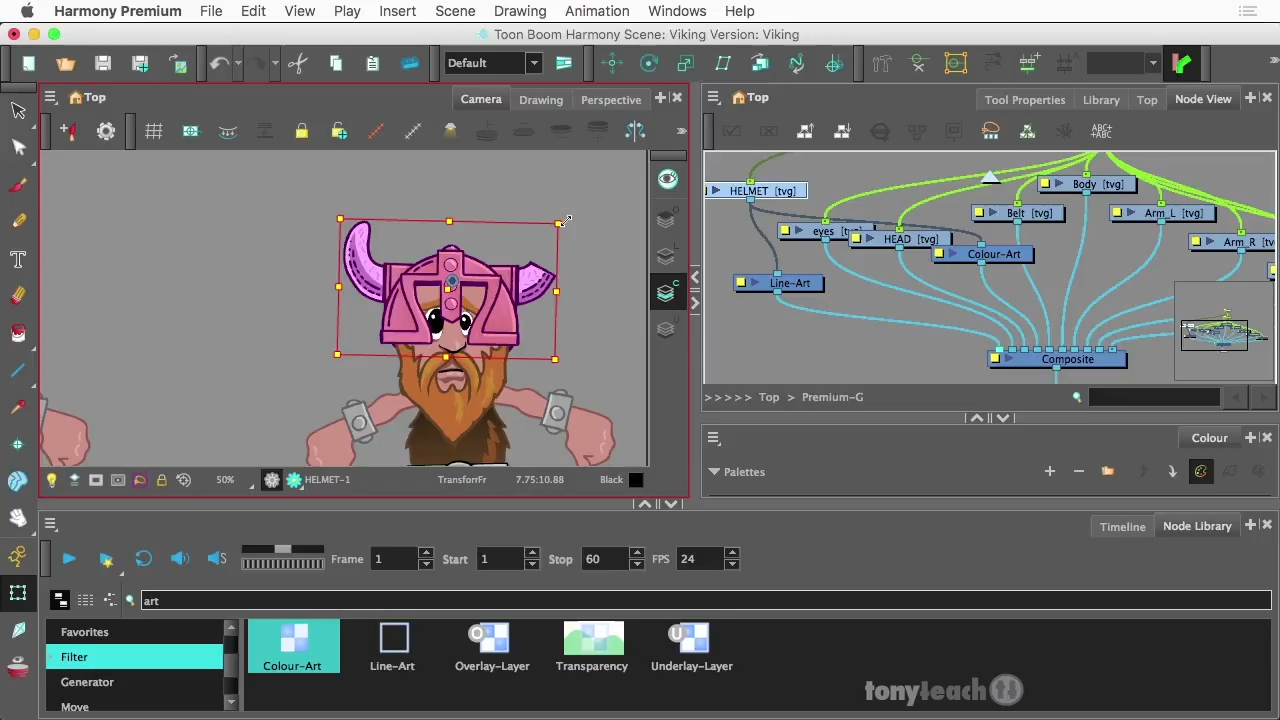 Harmony Premium File Edit View Play Insert Scene Drawing Animation Windows Help
Toon Boom Harmony Scene: Viking Version: Viking
Default
Top Camera Drawing Perspective
Top Tool Properties Library Top Node View
ABC+
+ABC
HELMET [tvg]
Body [tvg]
Belt [tvg]
Arm_L [tvg]
eyes
HEAD [tvg]
Arm_R
Colour-Art
Line-Art
Composite
>>>>> Top > Premium-G
Colour
Palettes
50% HELMET-1 TransforrFr 7.75:10.88 Black
Timeline Node Library
Frame 1 Start 1 Stop 60 FPS 24
art
Favorites
Filter
Generator
Move
Colour-Art Line-Art Overlay-Layer Transparency Underlay-Layer
tonyteach